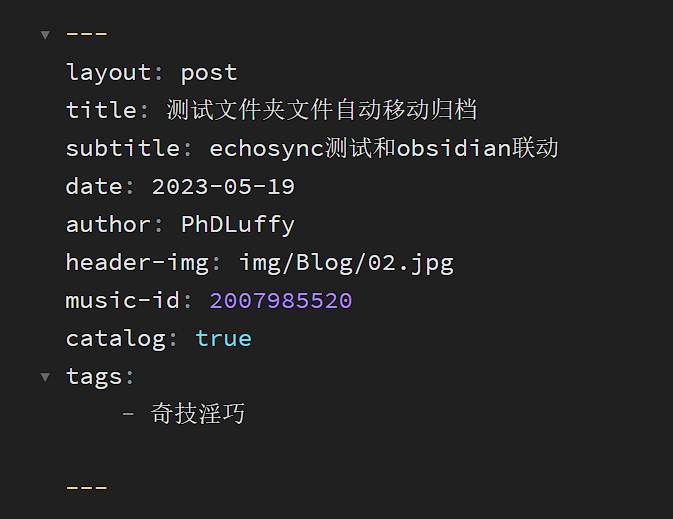 ---
layout: post
title: 测试文件夹文件自动移动归档
subtitle: echosync测试和obsidian联动
date: 2023-05-19
author: PhDLuffy
header-img: img/Blog/02.jpg
music-id: 2007985520
catalog: true
tags:
    - 奇技淫巧
---